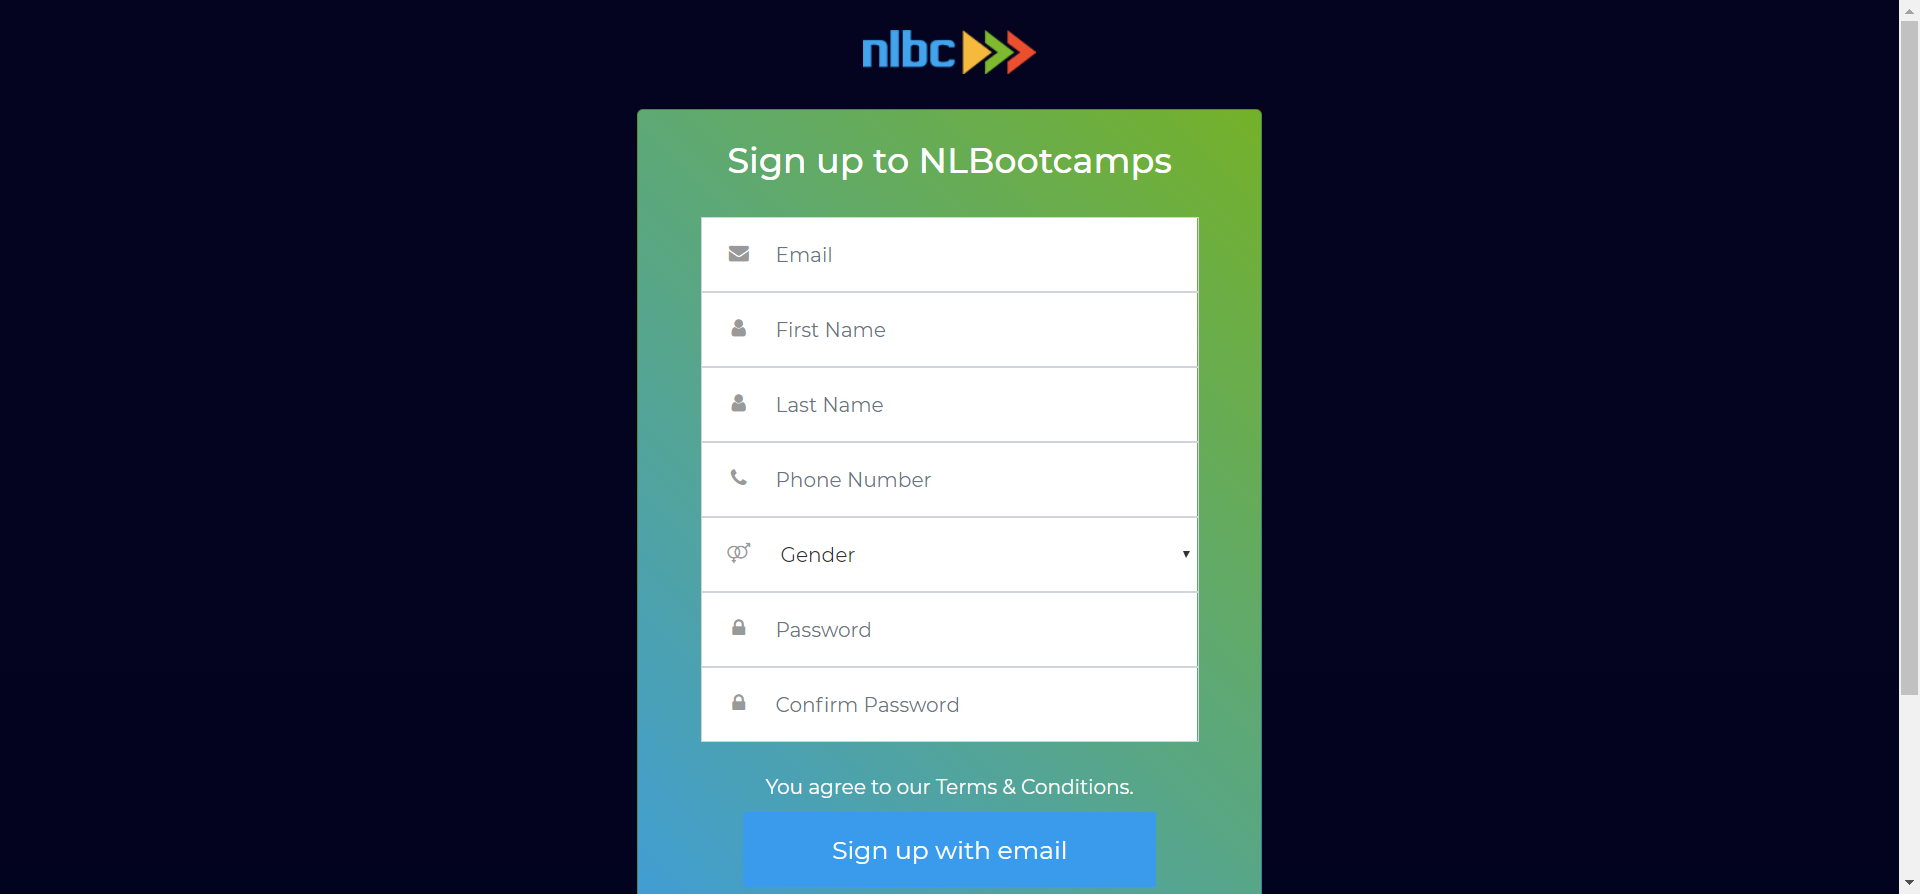 nlbc
Sign up to NLBootcamps
Email
First Name
Last Name
Phone Number
Gender
Password
Confirm Password
You agree to our Terms & Conditions.
Sign up with email